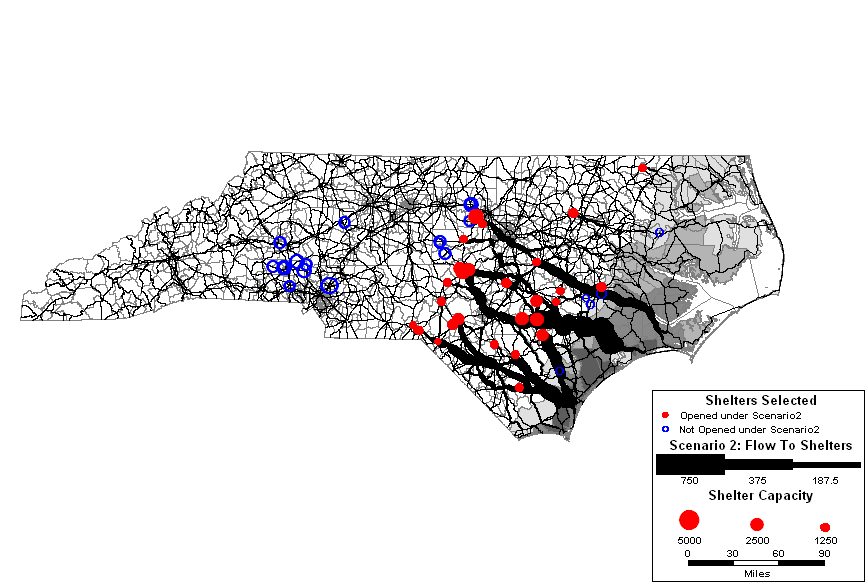 Shelters Selected
Opened under Scenario2
Not Opened under Scenario2
Scenario 2: Flow To Shelters
750 375 187.5
Shelter Capacity
5000 2500 1250
0 30 60 90
Miles